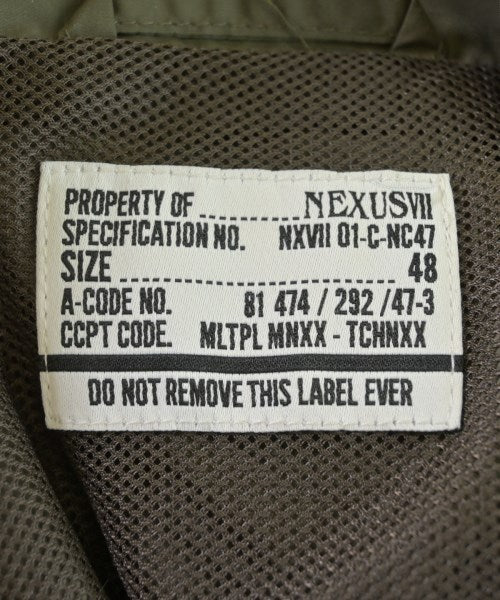 PROPERTY OF ............ NEXUSVII
SPECIFICATION NO. NXVII 01-C-NC47
SIZE ........................ 48
A-CODE NO. 81 474 / 292 /47-3
CCPT CODE. MLTPL MNXX - TCHNXX
DO NOT REMOVE THIS LABEL EVER